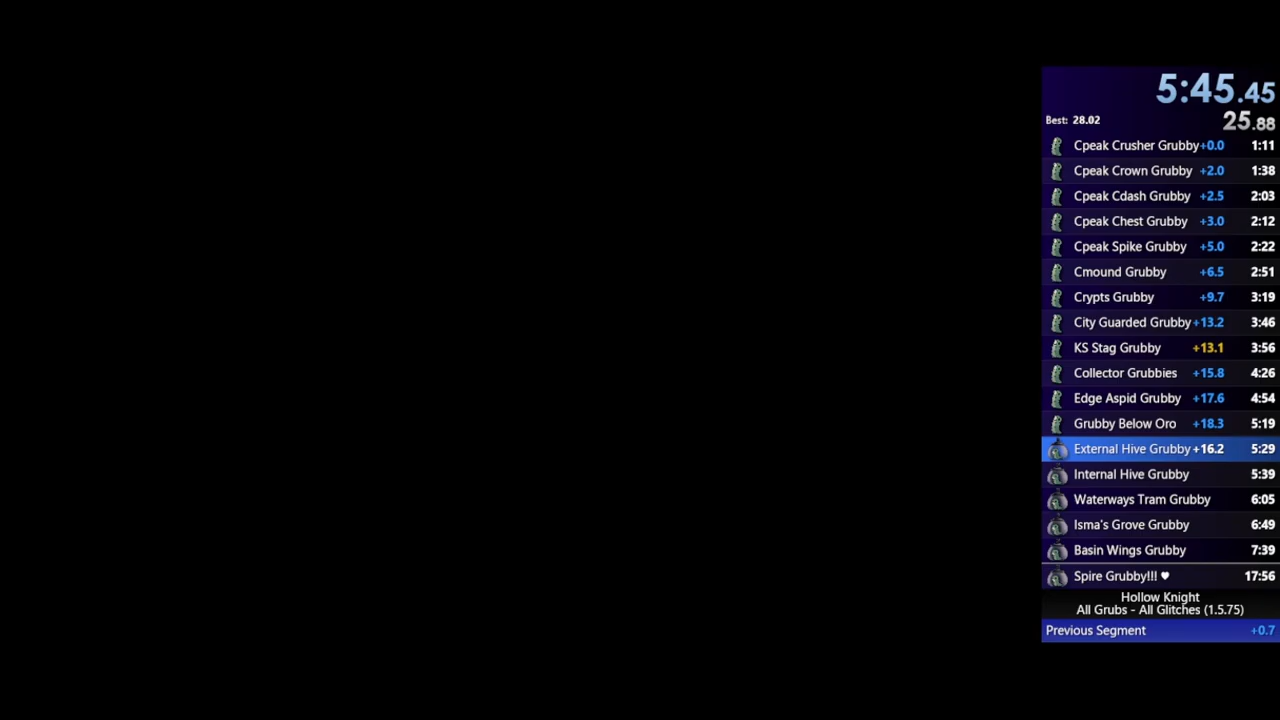 5:45.45
Best: 28.02 25.88
Cpeak Crusher Grubby +0.0 1:11
Cpeak Crown Grubby +2.0 1:38
Cpeak Cdash Grubby +2.5 2:03
Cpeak Chest Grubby +3.0 2:12
Cpeak Spike Grubby +5.0 2:22
Cmound Grubby +6.5 2:51
Crypts Grubby +9.7 3:19
City Guarded Grubby +13.2 3:46
KS Stag Grubby +13.1 3:56
Collector Grubbies +15.8 4:26
Edge Aspid Grubby +17.6 4:54
Grubby Below Oro +18.3 5:19
External Hive Grubby +16.2 5:29
Internal Hive Grubby 5:39
Waterways Tram Grubby 6:05
Isma's Grove Grubby 6:49
Basin Wings Grubby 7:39
Spire Grubby!!! ♥ 17:56
Hollow Knight
All Grubs - All Glitches (1.5.75)
Previous Segment +0.7